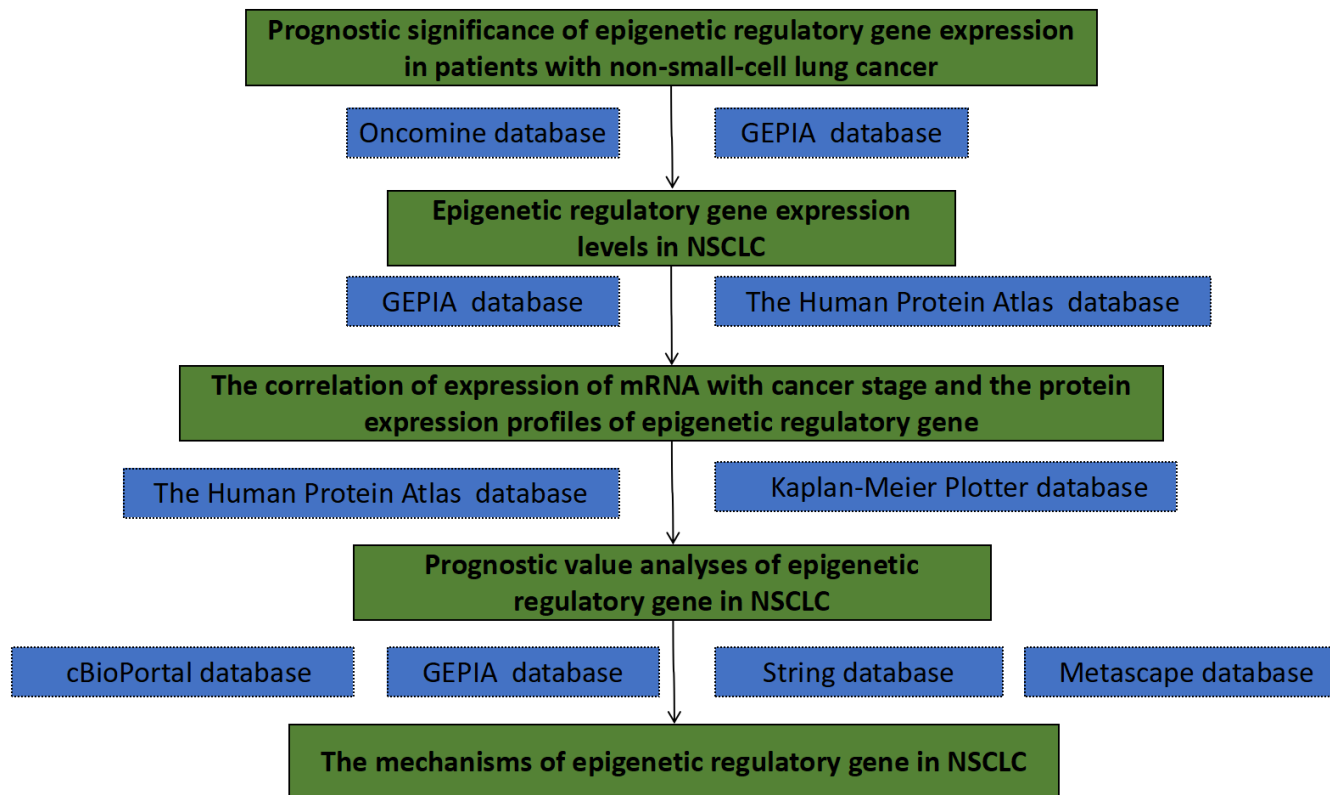 Prognostic significance of epigenetic regulatory gene expression
in patients with non-small-cell lung cancer
Oncomine database
GEPIA  database
Epigenetic regulatory gene expression
levels in NSCLC
GEPIA  database
The Human Protein Atlas  database
The correlation of expression of mRNA with cancer stage and the protein
expression profiles of epigenetic regulatory gene
The Human Protein Atlas  database
Kaplan-Meier Plotter database
Prognostic value analyses of epigenetic
regulatory gene in NSCLC
cBioPortal database
GEPIA  database
String database
Metascape database
The mechanisms of epigenetic regulatory gene in NSCLC